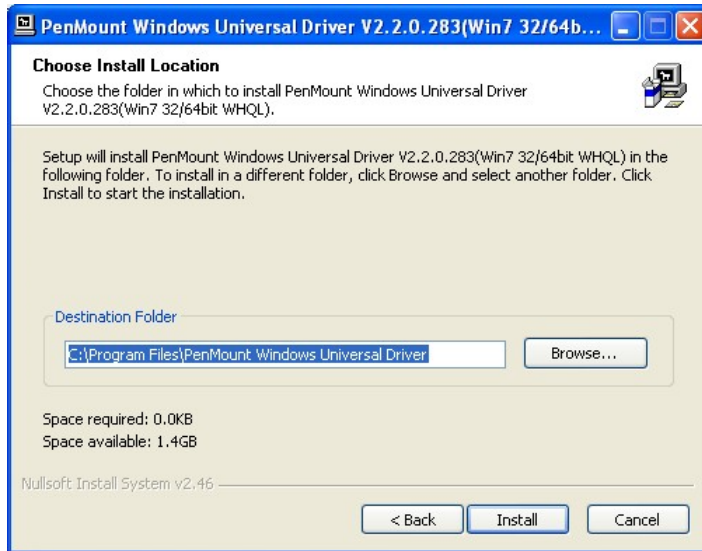 PenMount Windows Universal Driver V2.2.0.283(Win7 32/64b...
Choose Install Location
Choose the folder in which to install PenMount Windows Universal Driver
V2.2.0.283(Win7 32/64bit WHQL).
Setup will install PenMount Windows Universal Driver V2.2.0.283(Win7 32/64bit WHQL) in the
following folder. To install in a different folder, click Browse and select another folder. Click
Install to start the installation.
Destination Folder
C:\Program Files\PenMount Windows Universal Driver
Browse...
Space required: 0.0KB
Space available: 1.4GB
Nullsoft Install System v2.46
< Back
Install
Cancel